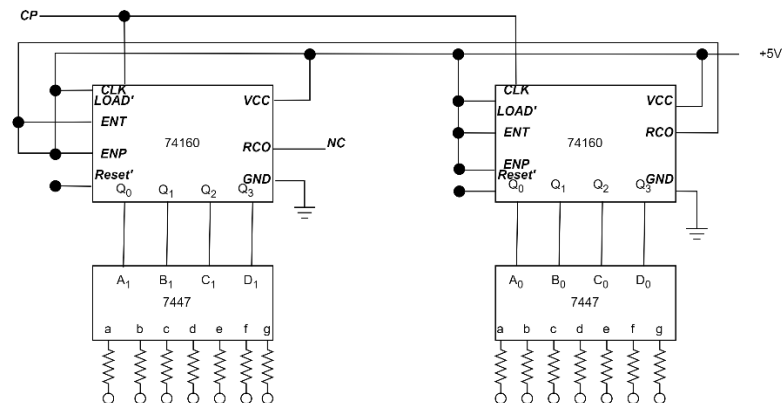 CP
+5V
CLK
LOAD'
ENT
ENP
Reset'
VCC
74160
RCO
NC
GND
Q0 Q1 Q2 Q3
CLK
LOAD'
ENT
ENP
Reset'
VCC
74160
RCO
GND
Q0 Q1 Q2 Q3
A1 B1 C1 D1
7447
a b c d e f g
A0 B0 C0 D0
7447
a b c d e f g